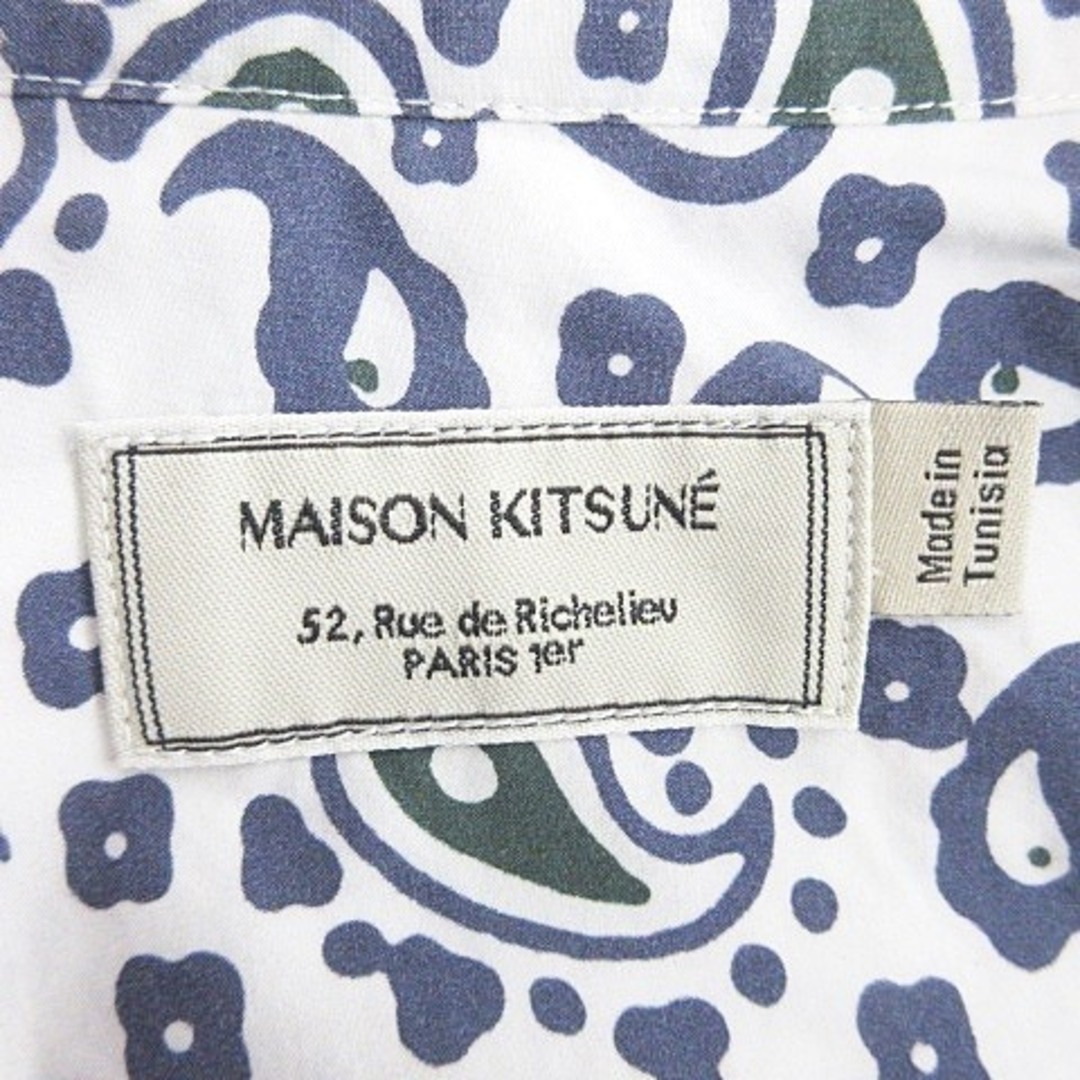 MAISON KITSUNÉ
52, Rue de Richelieu
PARIS 1er
Made in
Tunisia